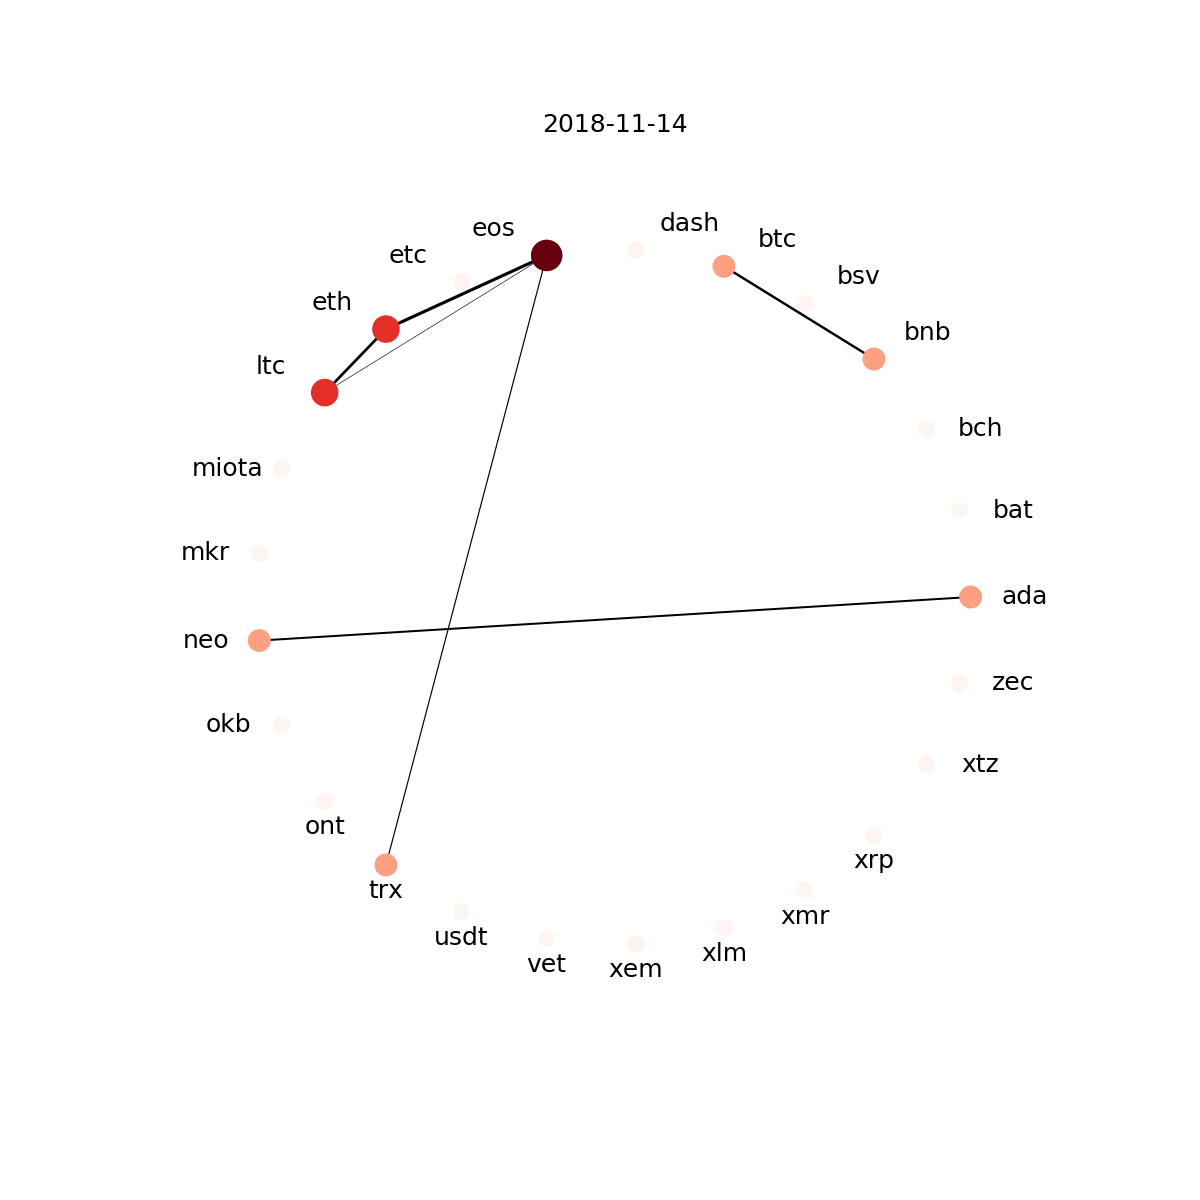 2018-11-14
dash
eos
btc
etc
bsv
eth
bnb
ltc
bch
miota
bat
mkr
ada
neo
zec
okb
xtz
ont
xrp
trx
xmr
usdt
xlm
vet
xem